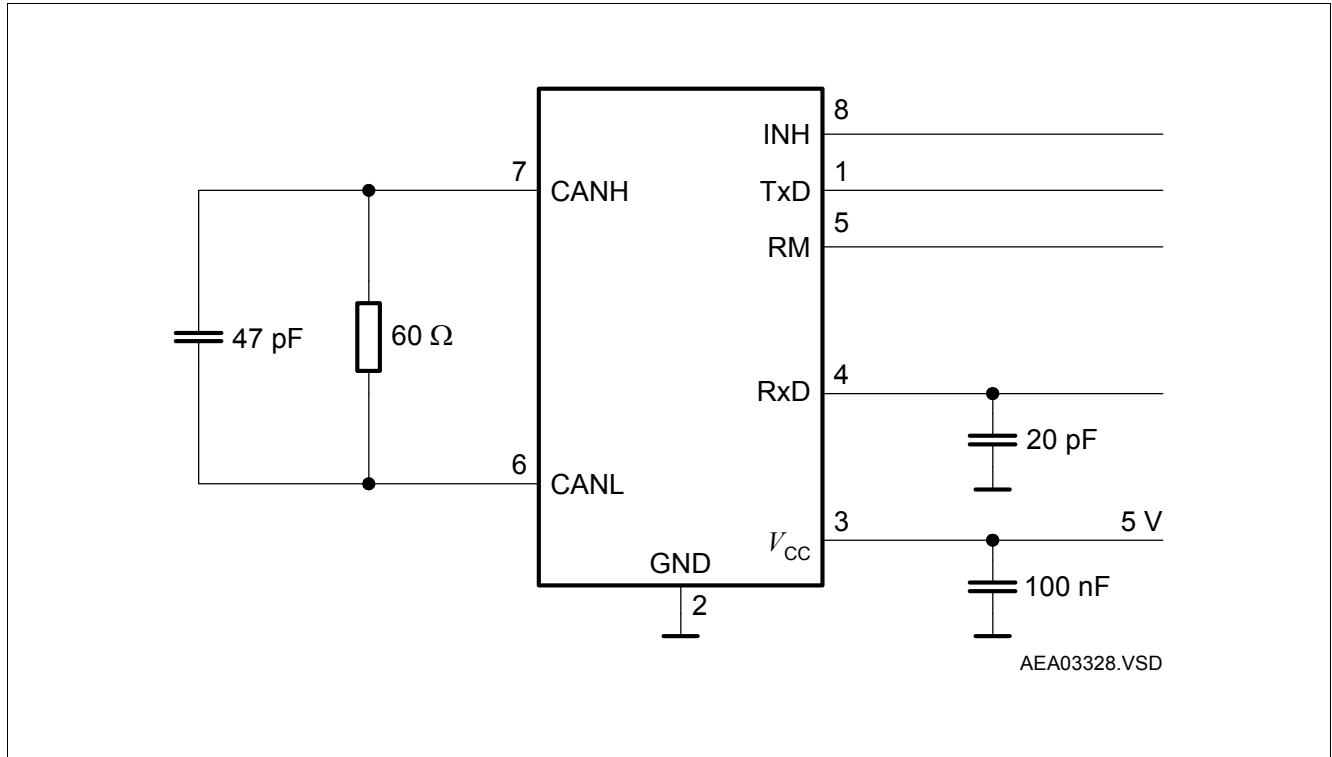 8
INH
7
1
CANH
TxD
5
RM
47 pF
60 Ω
4
RxD
20 pF
6
CANL
3
5 V
VCC
GND
100 nF
2
AEA03328.VSD